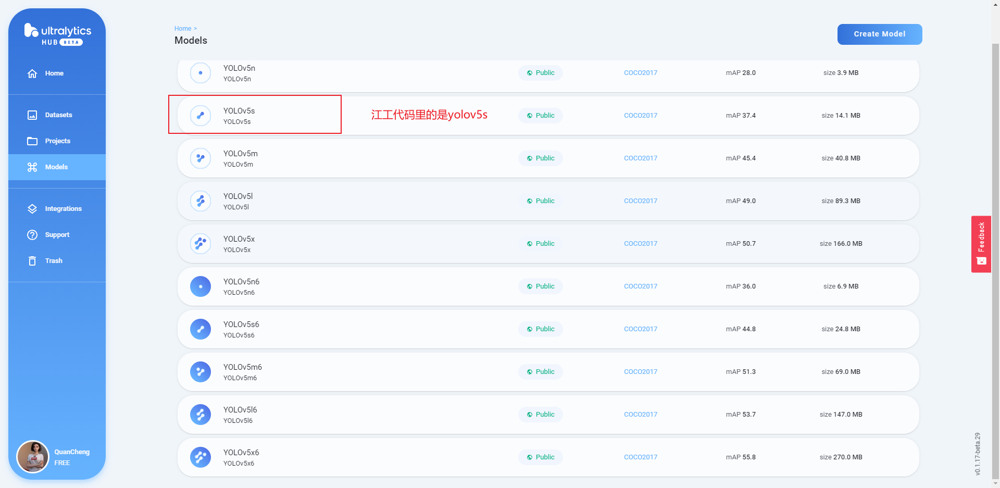 ultralytics
HUB BETA
Home
Datasets
Projects
Models
Integrations
Support
Trash
QuanCheng
FREE
Home >
Models
Create Model
YOLOv5n
YOLOv5n
Public
COCO2017
mAP 28.0
size 3.9 MB
YOLOv5s
YOLOv5s
江工代码里的是yolov5s
Public
COCO2017
mAP 37.4
size 14.1 MB
YOLOv5m
YOLOv5m
Public
COCO2017
mAP 45.4
size 40.8 MB
YOLOv5l
YOLOv5l
Public
COCO2017
mAP 49.0
size 89.3 MB
YOLOv5x
YOLOv5x
Public
COCO2017
mAP 50.7
size 166.0 MB
YOLOv5n6
YOLOv5n6
Public
COCO2017
mAP 36.0
size 6.9 MB
YOLOv5s6
YOLOv5s6
Public
COCO2017
mAP 44.8
size 24.8 MB
YOLOv5m6
YOLOv5m6
Public
COCO2017
mAP 51.3
size 69.0 MB
YOLOv5l6
YOLOv5l6
Public
COCO2017
mAP 53.7
size 147.0 MB
YOLOv5x6
YOLOv5x6
Public
COCO2017
mAP 55.8
size 270.0 MB
Feedback
v0.1.17-beta.29